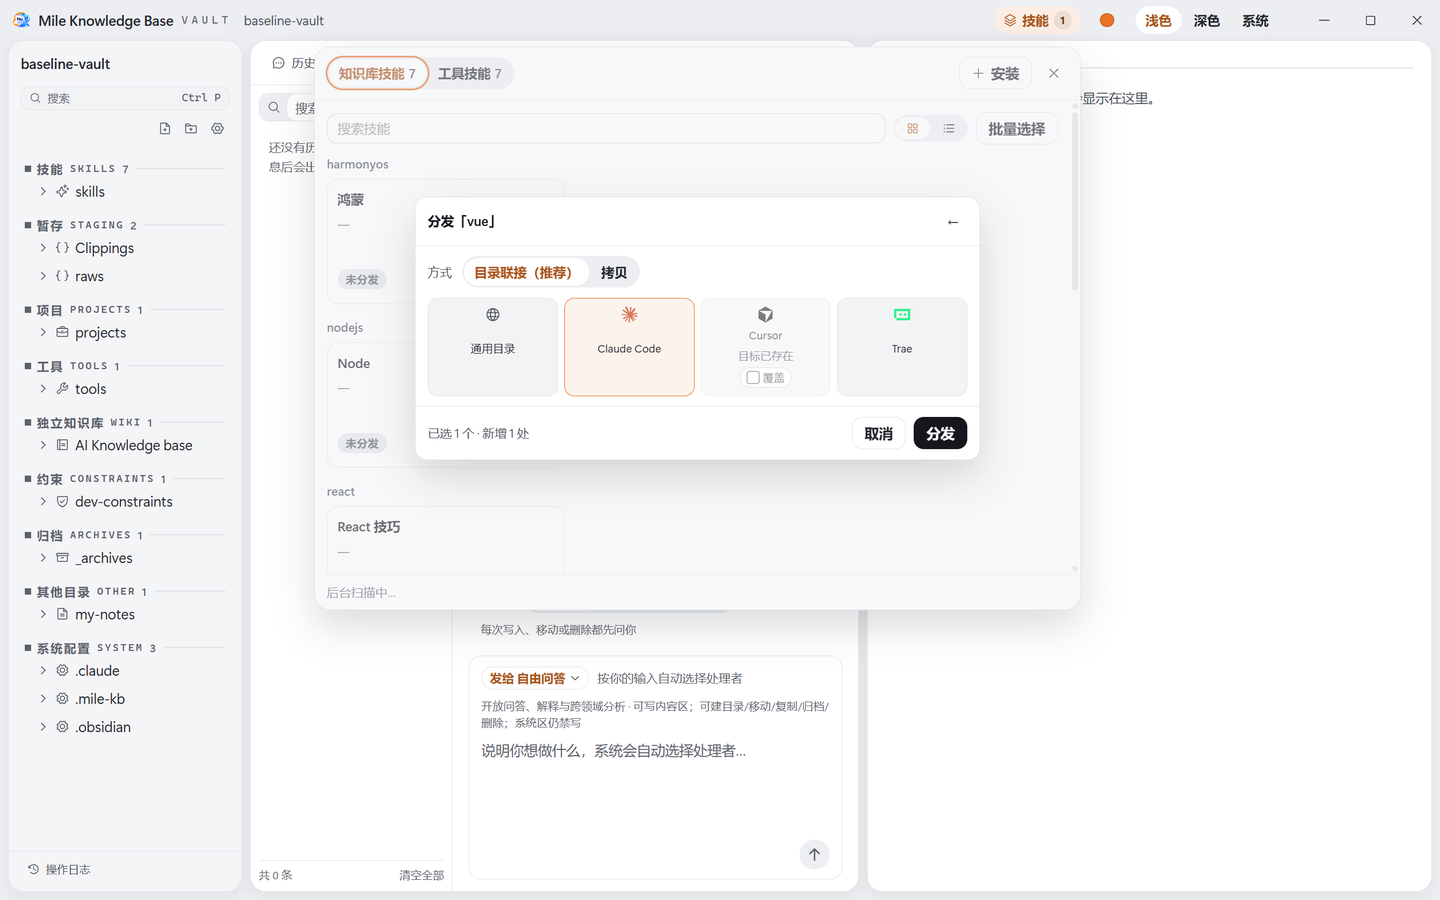 Mile Knowledge Base VAULT baseline-vault
技能 1 浅色 深色 系统
baseline-vault
搜索 Ctrl P
技能 SKILLS 7
skills
暂存 STAGING 2
Clippings
raws
项目 PROJECTS 1
projects
工具 TOOLS 1
tools
独立知识库 WIKI 1
AI Knowledge base
约束 CONSTRAINTS 1
dev-constraints
归档 ARCHIVES 1
_archives
其他目录 OTHER 1
my-notes
系统配置 SYSTEM 3
.claude
.mile-kb
.obsidian
操作日志
历史
搜索
还没有历
息后会出
共 0 条 清空全部
知识库技能 7 工具技能 7 安装
搜索技能 批量选择
harmonyos
鸿蒙
—
未分发
nodejs
Node
—
未分发
react
React 技巧
—
后台扫描中...
分发「vue」 ←
方式 目录联接（推荐） 拷贝
通用目录
Claude Code
Cursor
目标已存在
覆盖
Trae
已选 1 个 · 新增 1 处 取消 分发
每次写入、移动或删除都先问你
发给 自由问答 按你的输入自动选择处理者
开放问答、解释与跨领域分析 · 可写内容区；可建目录/移动/复制/归档/
删除；系统区仍禁写
说明你想做什么，系统会自动选择处理者...
显示在这里。